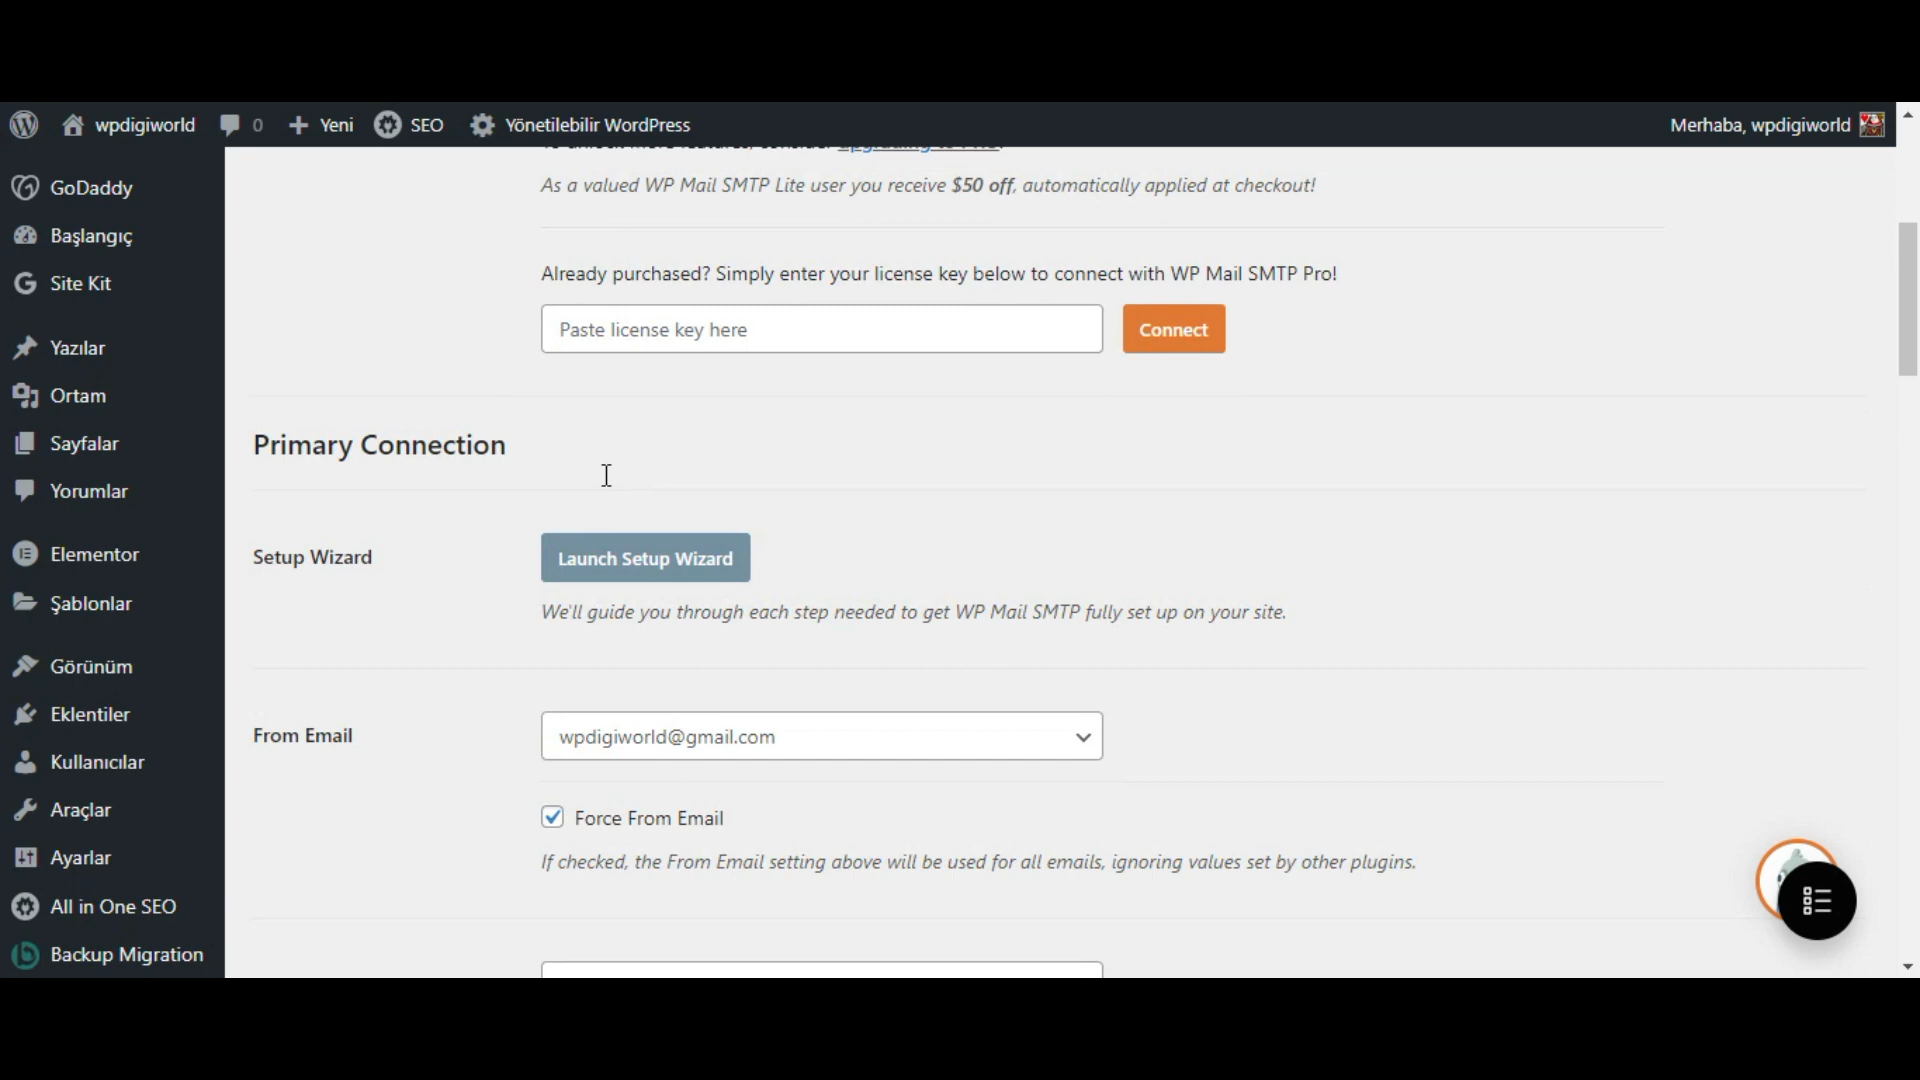 wpdigiworld 0 Yeni SEO Yönetilebilir WordPress Merhaba, wpdigiworld
GoDaddy
Başlangıç
Site Kit
Yazılar
Ortam
Sayfalar
Yorumlar
Elementor
Şablonlar
Görünüm
Eklentiler
Kullanıcılar
Araçlar
Ayarlar
All in One SEO
Backup Migration
As a valued WP Mail SMTP Lite user you receive $50 off, automatically applied at checkout!
Already purchased? Simply enter your license key below to connect with WP Mail SMTP Pro!
Paste license key here Connect
Primary Connection
Setup Wizard Launch Setup Wizard
We'll guide you through each step needed to get WP Mail SMTP fully set up on your site.
From Email wpdigiworld@gmail.com
Force From Email
If checked, the From Email setting above will be used for all emails, ignoring values set by other plugins.